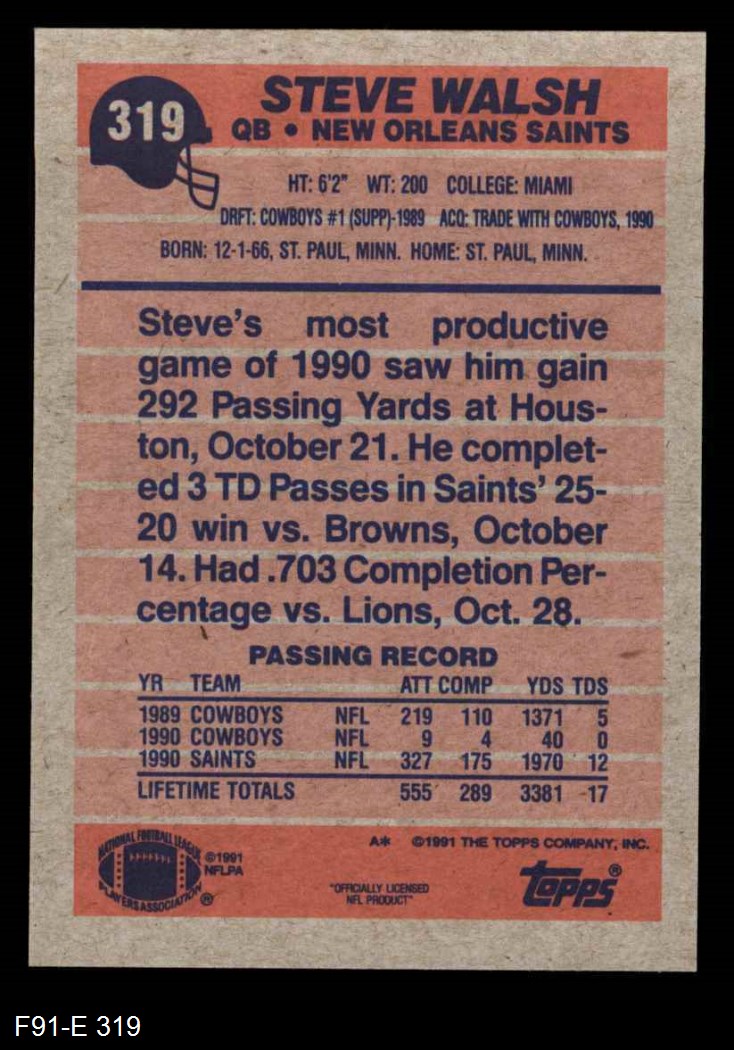 319
STEVE WALSH
QB • NEW ORLEANS SAINTS
HT: 6'2" WT: 200 COLLEGE: MIAMI
DRFT: COWBOYS #1 (SUPP)-1989 ACQ: TRADE WITH COWBOYS, 1990
BORN: 12-1-66, ST. PAUL, MINN. HOME: ST. PAUL, MINN.
Steve's most productive
game of 1990 saw him gain
292 Passing Yards at Hous-
ton, October 21. He complet-
ed 3 TD Passes in Saints' 25-
20 win vs. Browns, October
14. Had .703 Completion Per-
centage vs. Lions, Oct. 28.
PASSING RECORD
YR TEAM ATT COMP YDS TDS
1989 COWBOYS NFL 219 110 1371 5
1990 COWBOYS NFL 9 4 40 0
1990 SAINTS NFL 327 175 1970 12
LIFETIME TOTALS 555 289 3381 17
NATIONAL FOOTBALL LEAGUE
PLAYERS ASSOCIATION ®
©1991
NFLPA
A* ©1991 THE TOPPS COMPANY, INC.
"OFFICIALLY LICENSED
NFL PRODUCT"
topps®
F91-E 319